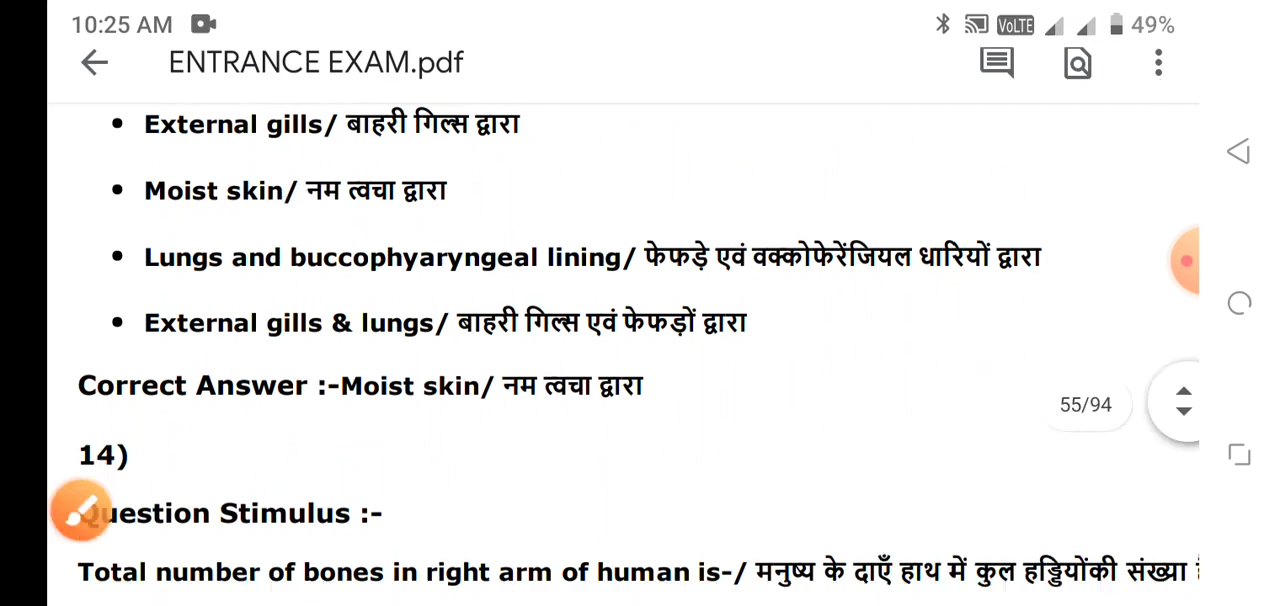 10:25 AM VoLTE 49%
ENTRANCE EXAM.pdf
External gills/ बाहरी गिल्स द्वारा
Moist skin/ नम त्वचा द्वारा
Lungs and buccophyaryngeal lining/ फेफड़े एवं वक्कोफेरेंजियल धारियों द्वारा
External gills & lungs/ बाहरी गिल्स एवं फेफड़ों द्वारा
Correct Answer :-Moist skin/ नम त्वचा द्वारा
55/94
14)
Question Stimulus :-
Total number of bones in right arm of human is-/ मनुष्य के दाएँ हाथ में कुल हड्डियोंकी संख्या